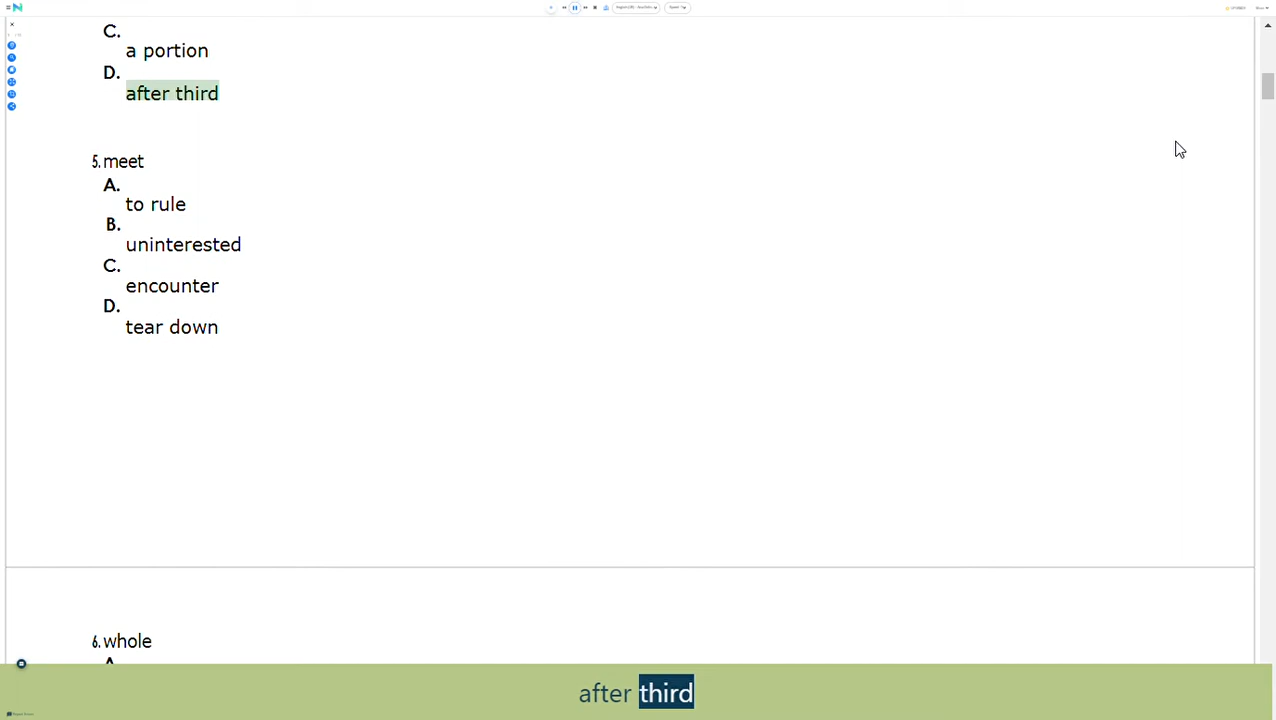 C.
a portion
D.
after third
5. meet
A.
to rule
B.
uninterested
C.
encounter
D.
tear down
6. whole
A.
after third